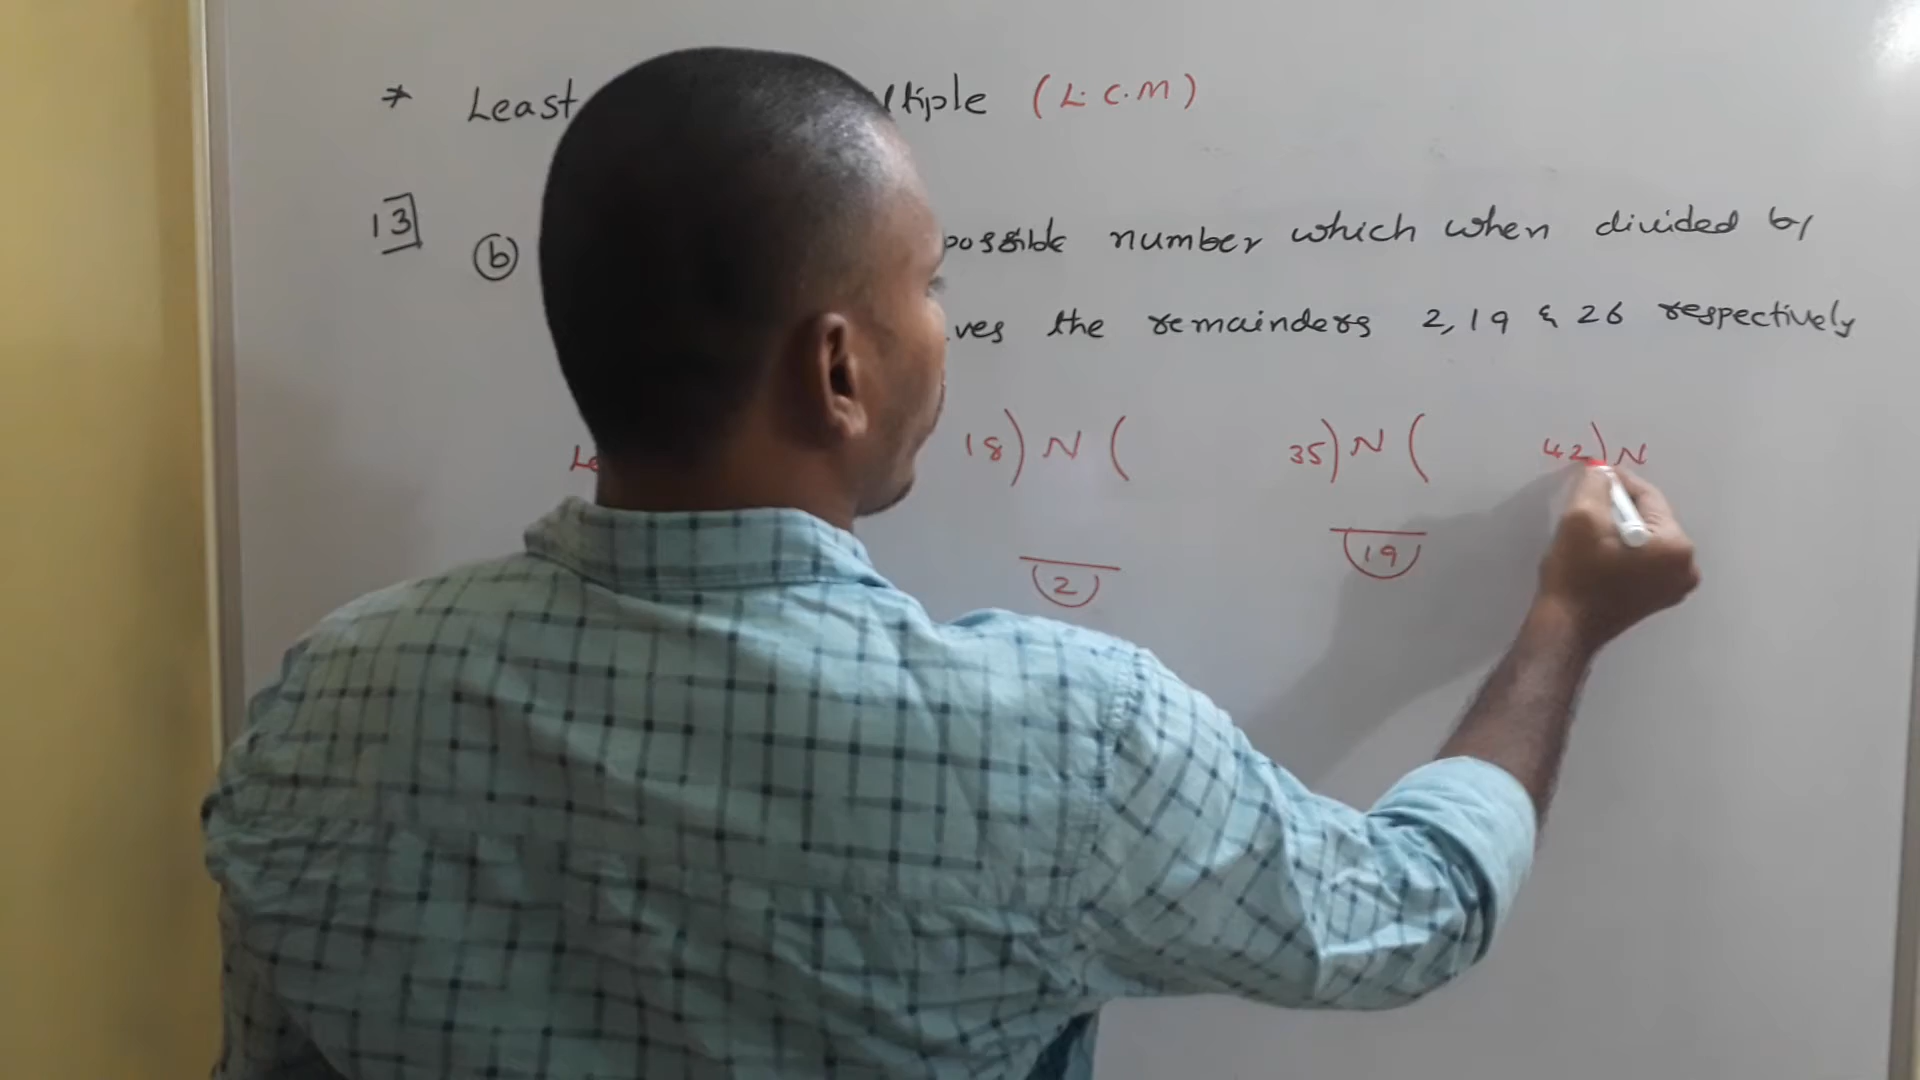 * Least ltiple (L.C.M)
13 (b) possible number which when divided by
ves the remainders 2, 19 & 26 respectively
Le 18) N ( 35) N ( 42) N
2 19